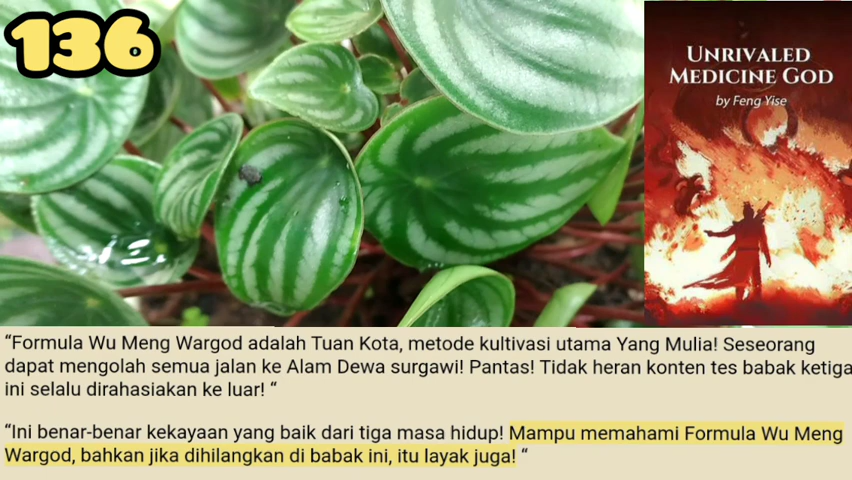 136
UNRIVALED
MEDICINE GOD
by Feng Yise
“Formula Wu Meng Wargod adalah Tuan Kota, metode kultivasi utama Yang Mulia! Seseorang
dapat mengolah semua jalan ke Alam Dewa surgawi! Pantas! Tidak heran konten tes babak ketiga
ini selalu dirahasiakan ke luar! “
“Ini benar-benar kekayaan yang baik dari tiga masa hidup! Mampu memahami Formula Wu Meng
Wargod, bahkan jika dihilangkan di babak ini, itu layak juga! “